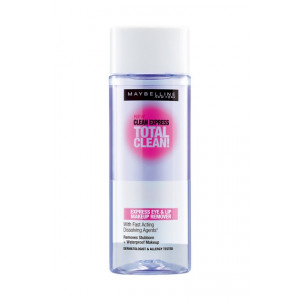 MAYBELLINE
NEW YORK
CLEAN EXPRESS
TOTAL
CLEAN!
EXPRESS EYE & LIP
MAKEUP REMOVER
With Fast Acting
Dissolving Agents*
Removes Stubborn
+ Waterproof Makeup
DERMATOLOGIST & ALLERGY TESTED